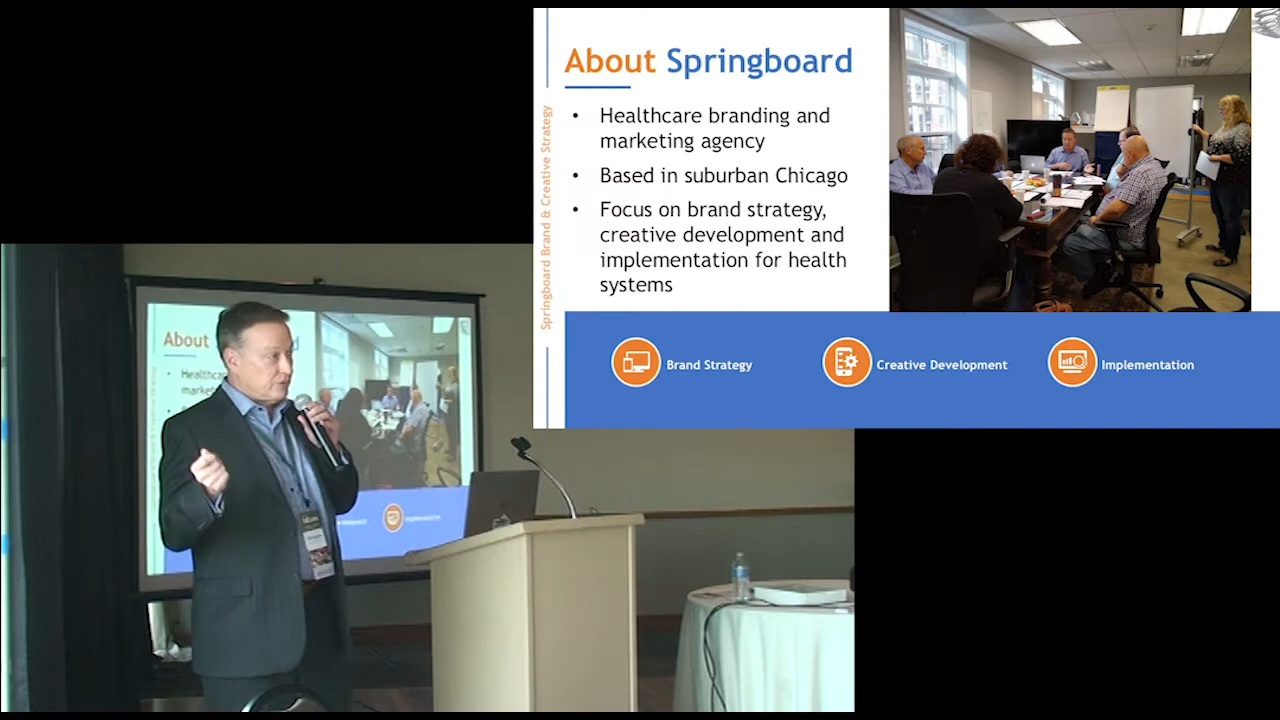 About Springboard
• Healthcare branding and
marketing agency
• Based in suburban Chicago
• Focus on brand strategy,
creative development and
implementation for health
systems
Springboard Brand & Creative Strategy
Brand Strategy
Creative Development
Implementation
About
Implementation